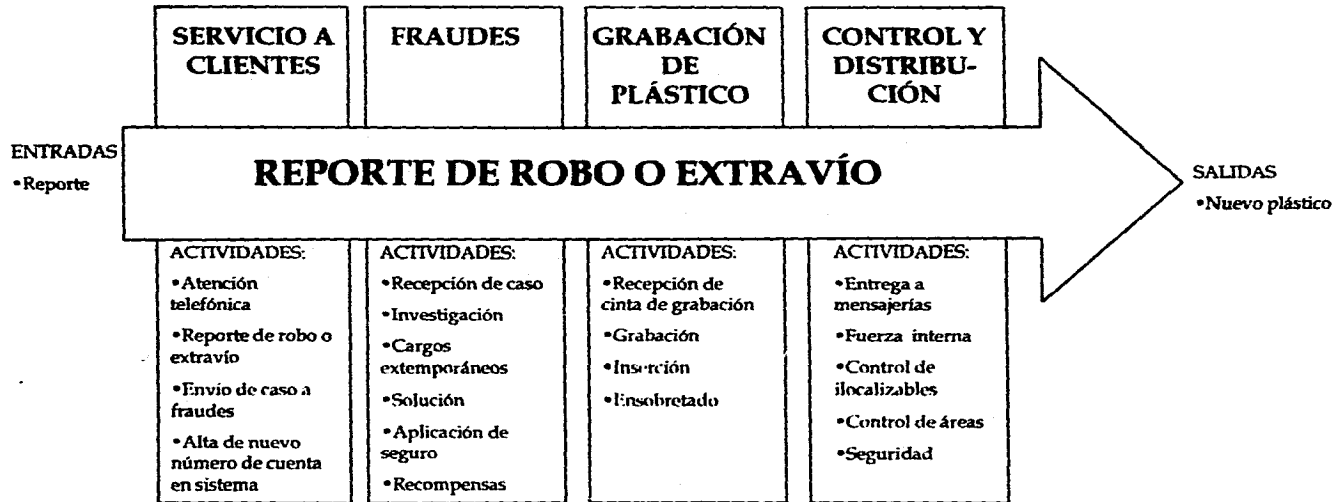 SERVICIO A
CLIENTES
FRAUDES
GRABACIÓN
DE
PLÁSTICO
CONTROL Y
DISTRIBU-
CIÓN
ENTRADAS
•Reporte
REPORTE DE ROBO O EXTRAVÍO
SALIDAS
•Nuevo plástico
ACTIVIDADES:
•Atención
telefónica
•Reporte de robo o
extravío
•Envío de caso a
fraudes
•Alta de nuevo
número de cuenta
en sistema
ACTIVIDADES:
•Recepción de caso
•Investigación
•Cargos
extemporáneos
•Solución
•Aplicación de
seguro
•Recompensas
ACTIVIDADES:
•Recepción de
cinta de grabación
•Grabación
•Inserción
•Ensobretado
ACTIVIDADES:
•Entrega a
mensajerías
•Fuerza interna
•Control de
ilocalizables
•Control de áreas
•Seguridad